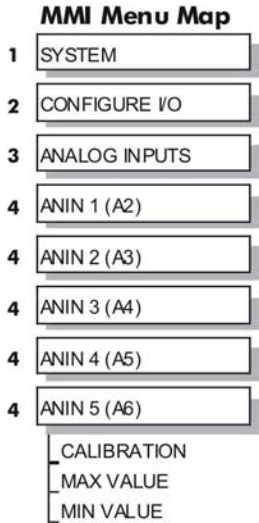 MMI Menu Map
1 SYSTEM
2 CONFIGURE I/O
3 ANALOG INPUTS
4 ANIN 1 (A2)
4 ANIN 2 (A3)
4 ANIN 3 (A4)
4 ANIN 4 (A5)
4 ANIN 5 (A6)
CALIBRATION
MAX VALUE
MIN VALUE